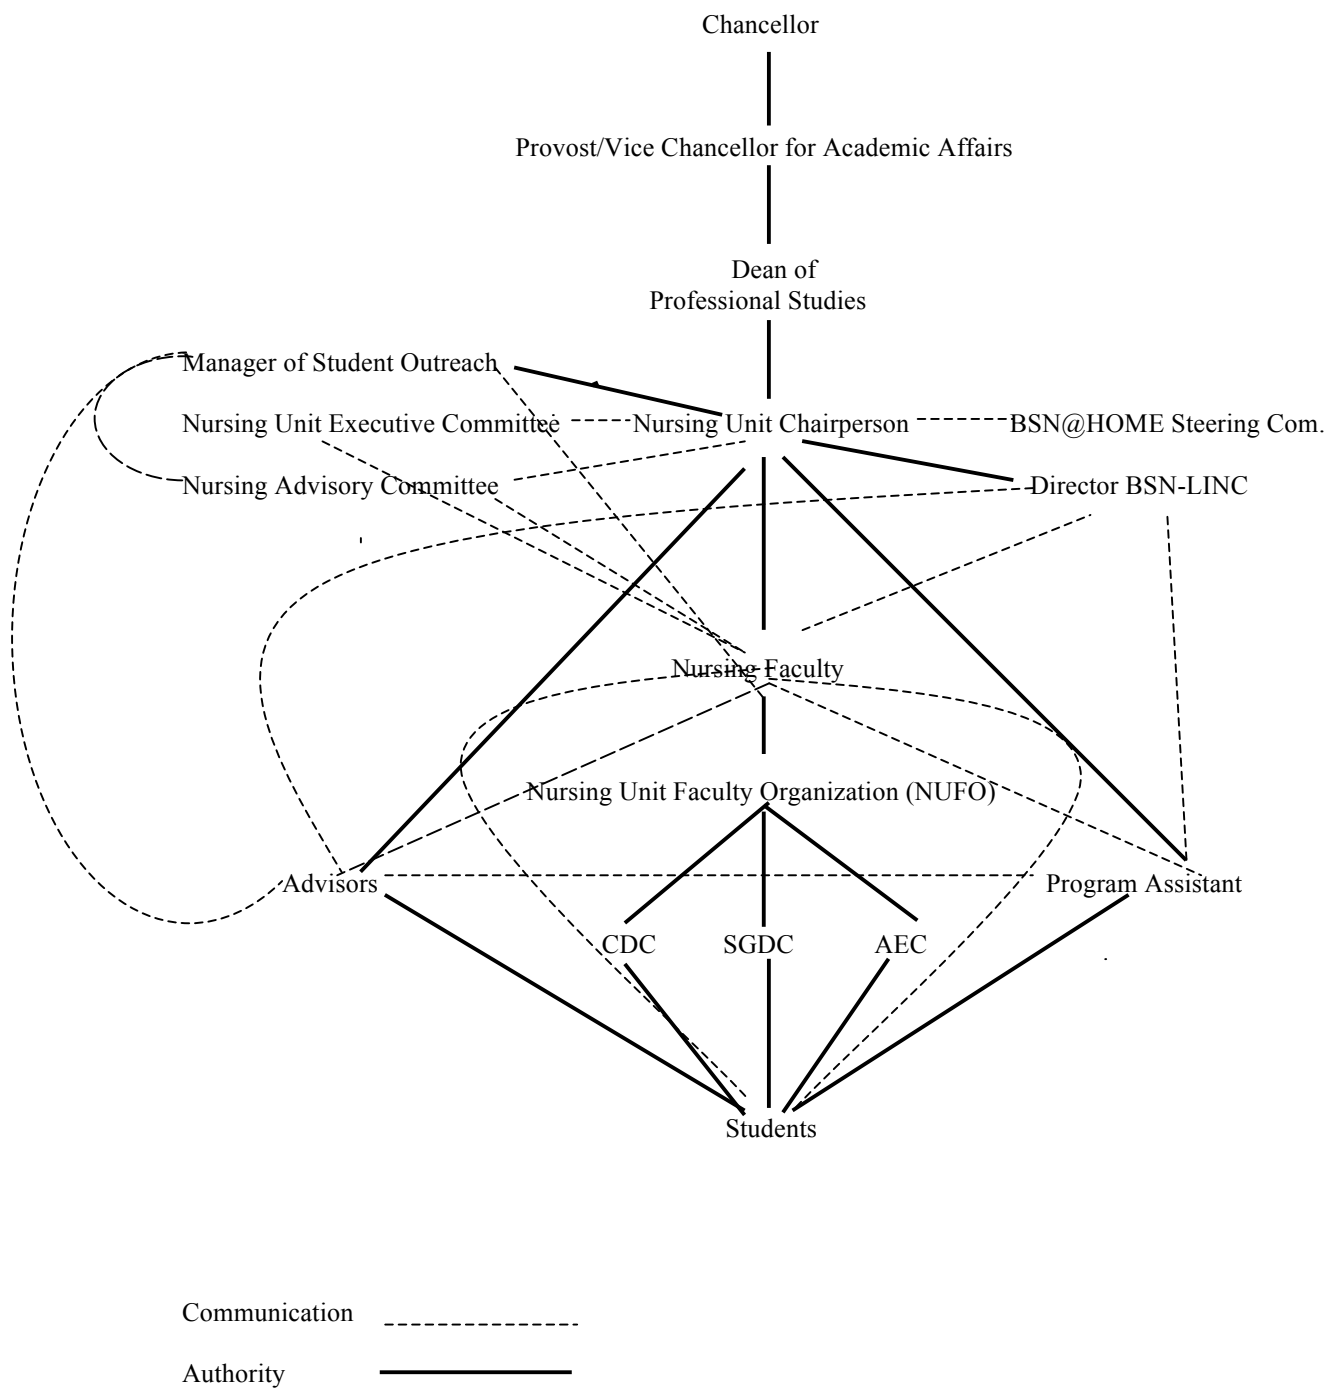 Chancellor
Provost/Vice Chancellor for Academic Affairs
Dean of
Professional Studies
Manager of Student Outreach
Nursing Unit Executive Committee
Nursing Unit Chairperson
BSN@HOME Steering Com.
Nursing Advisory Committee
Director BSN-LINC
Nursing Faculty
Nursing Unit Faculty Organization (NUFO)
Advisors
Program Assistant
CDC
SGDC
AEC
Students
Communication
Authority